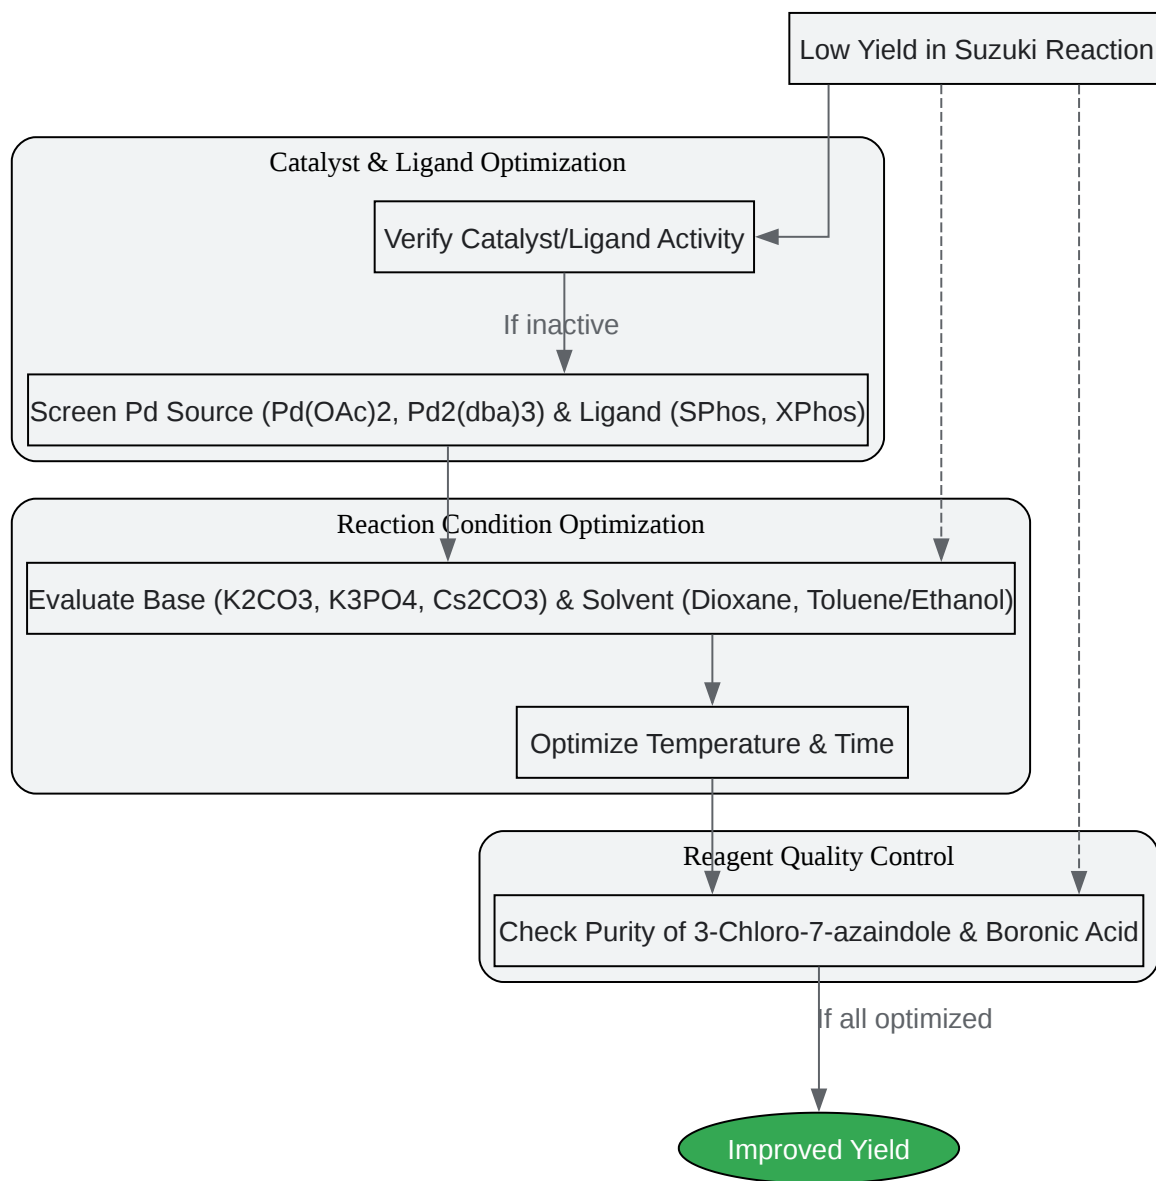 Low Yield in Suzuki Reaction
Catalyst & Ligand Optimization
Verify Catalyst/Ligand Activity
If inactive
Screen Pd Source (Pd(OAc)2, Pd2(dba)3) & Ligand (SPhos, XPhos)
Reaction Condition Optimization
Evaluate Base (K2CO3, K3PO4, Cs2CO3) & Solvent (Dioxane, Toluene/Ethanol)
Optimize Temperature & Time
Reagent Quality Control
Check Purity of 3-Chloro-7-azaindole & Boronic Acid
If all optimized
Improved Yield